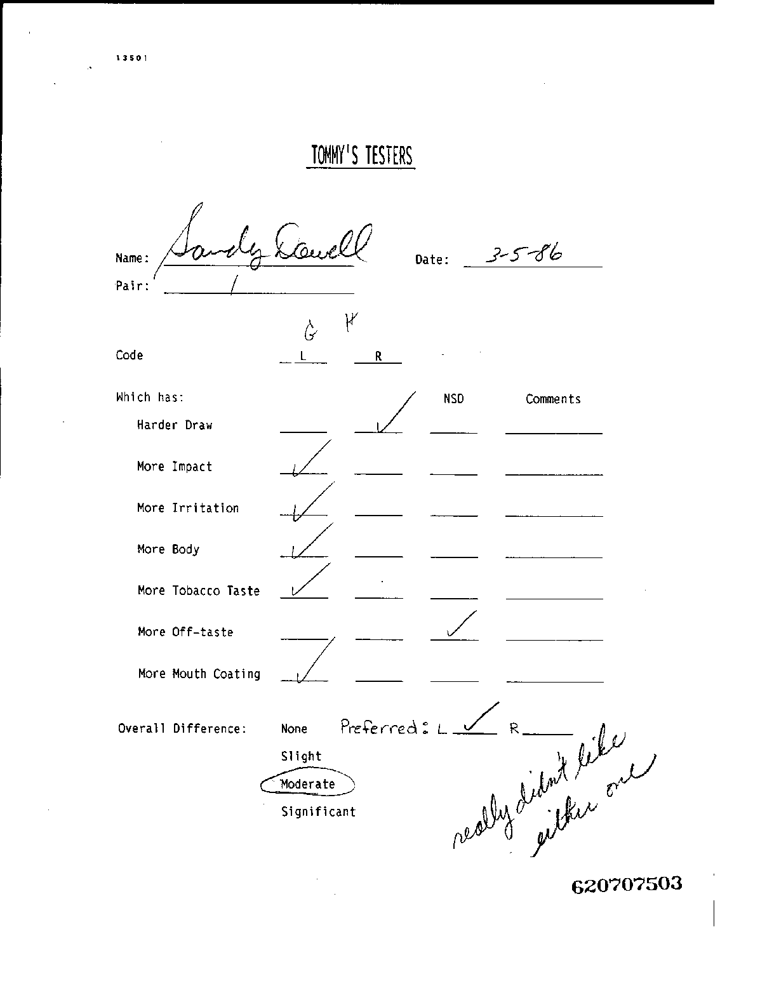 13501
TOMMY'S TESTERS
Name: Sandy Dowell Date: 3-5-86
Pair: 1
G H
Code L R
Which has: NSD Comments
Harder Draw ✓
More Impact ✓
More Irritation ✓
More Body ✓
More Tobacco Taste ✓
More Off-taste ✓
More Mouth Coating ✓
Overall Difference: None Preferred: L ✓ R
Slight
Moderate
Significant
really didn't like
either one
620707503